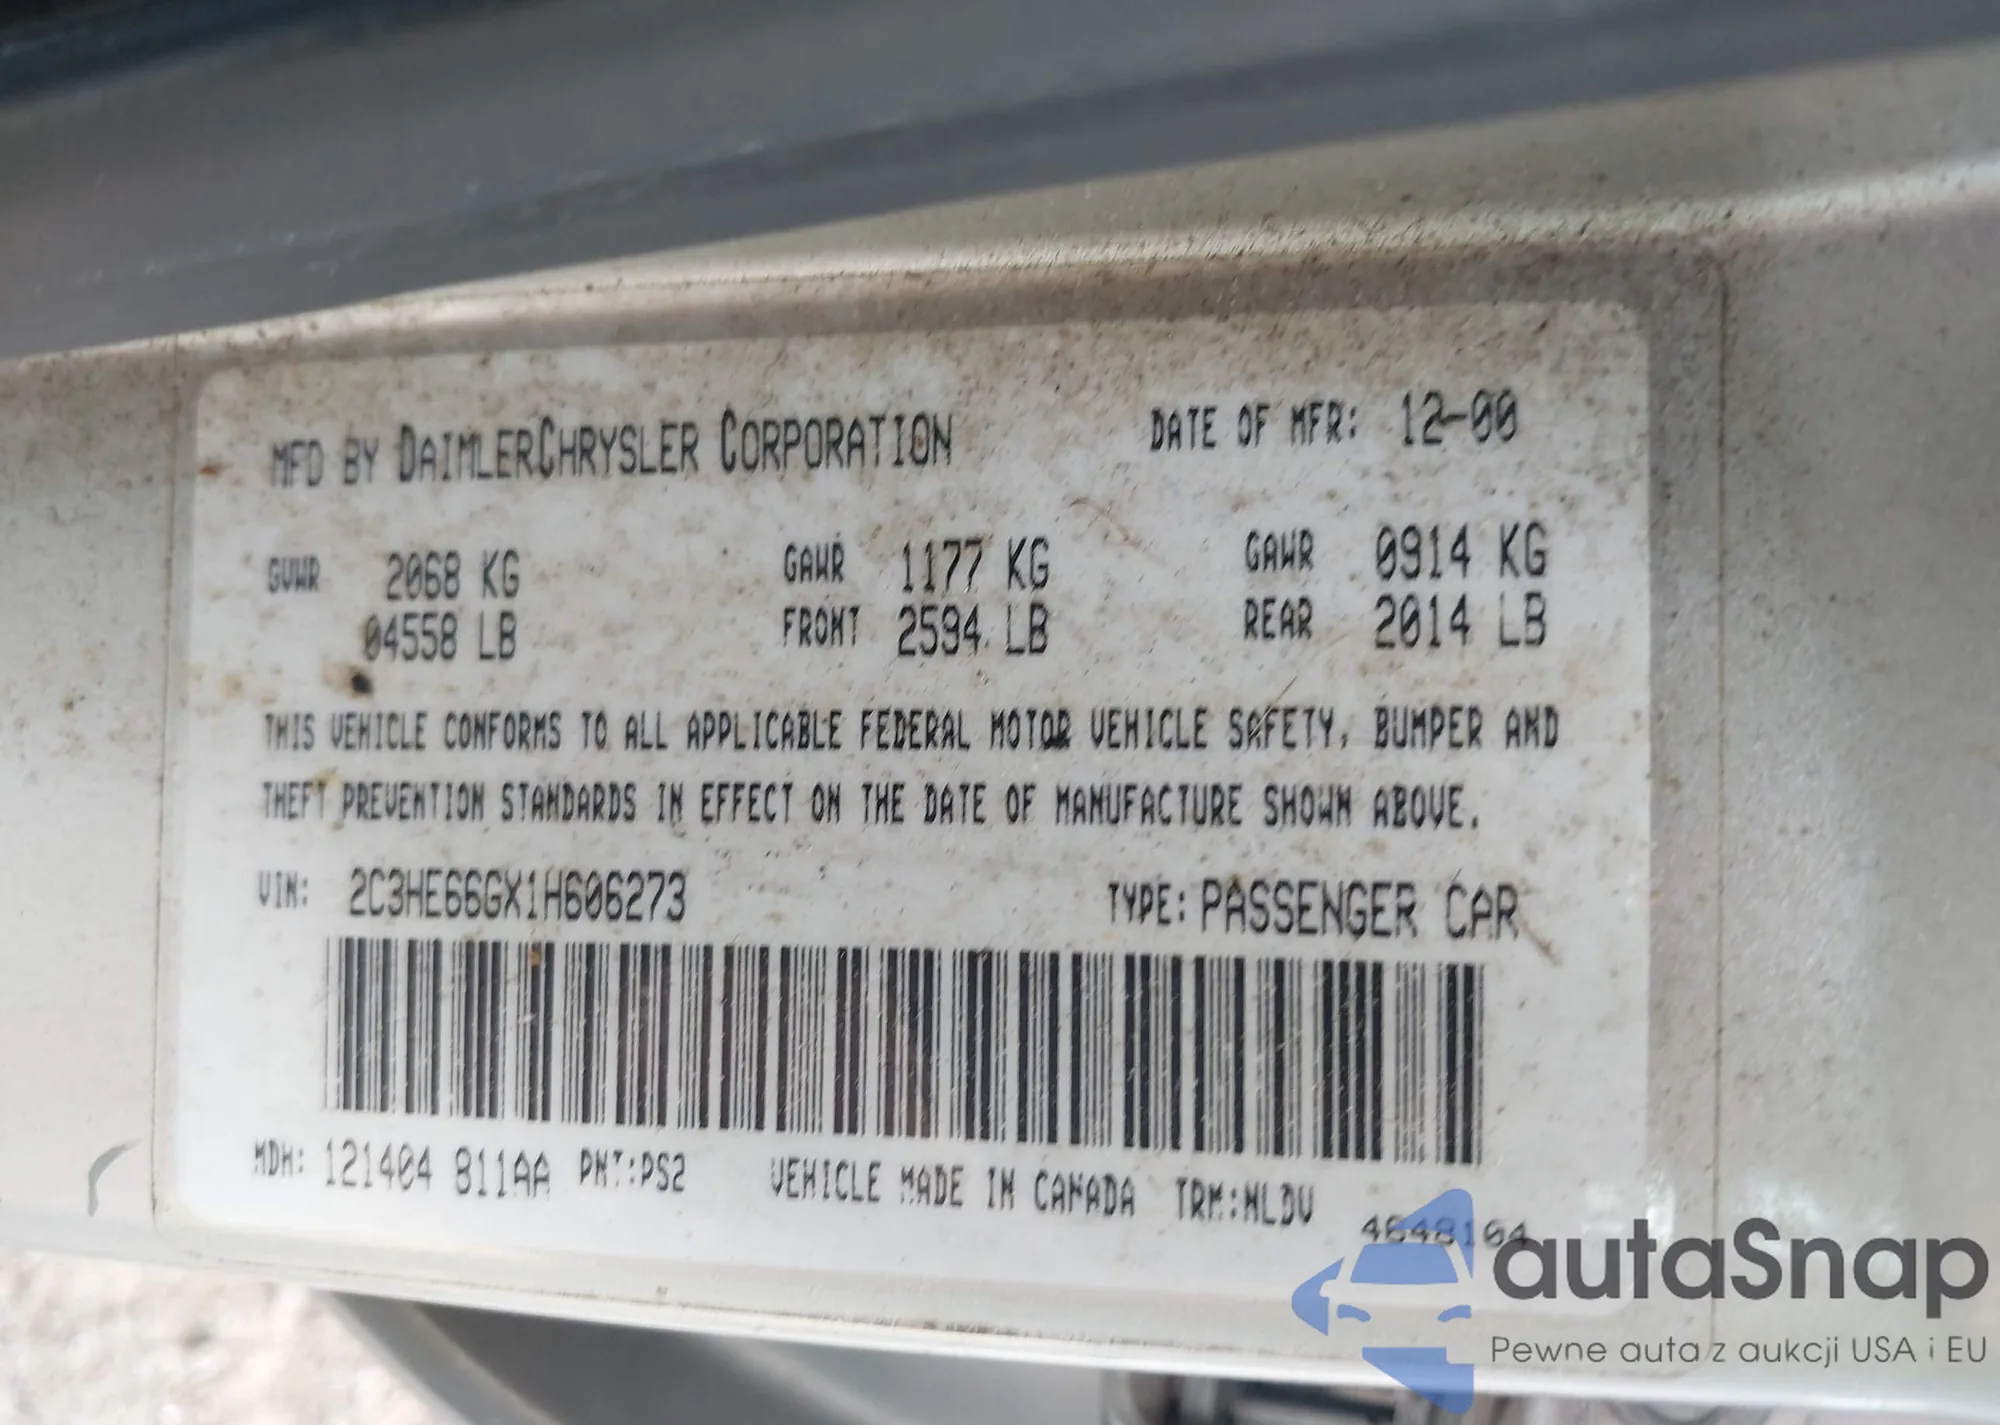 MFD BY DAIMLERCHRYSLER CORPORATION DATE OF MFR: 12-00
GVWR 2068 KG GAWR 1177 KG GAWR 0914 KG
04558 LB FRONT 2594 LB REAR 2014 LB
THIS VEHICLE CONFORMS TO ALL APPLICABLE FEDERAL MOTOR VEHICLE SAFETY, BUMPER AND
THEFT PREVENTION STANDARDS IN EFFECT ON THE DATE OF MANUFACTURE SHOWN ABOVE.
VIN: 2C3HE66GX1H606273 TYPE: PASSENGER CAR
MDH: 121404 811AA PNT:PS2 VEHICLE MADE IN CANADA TRM:NLDV
4648104
autaSnap
Pewne auta z aukcji USA i EU